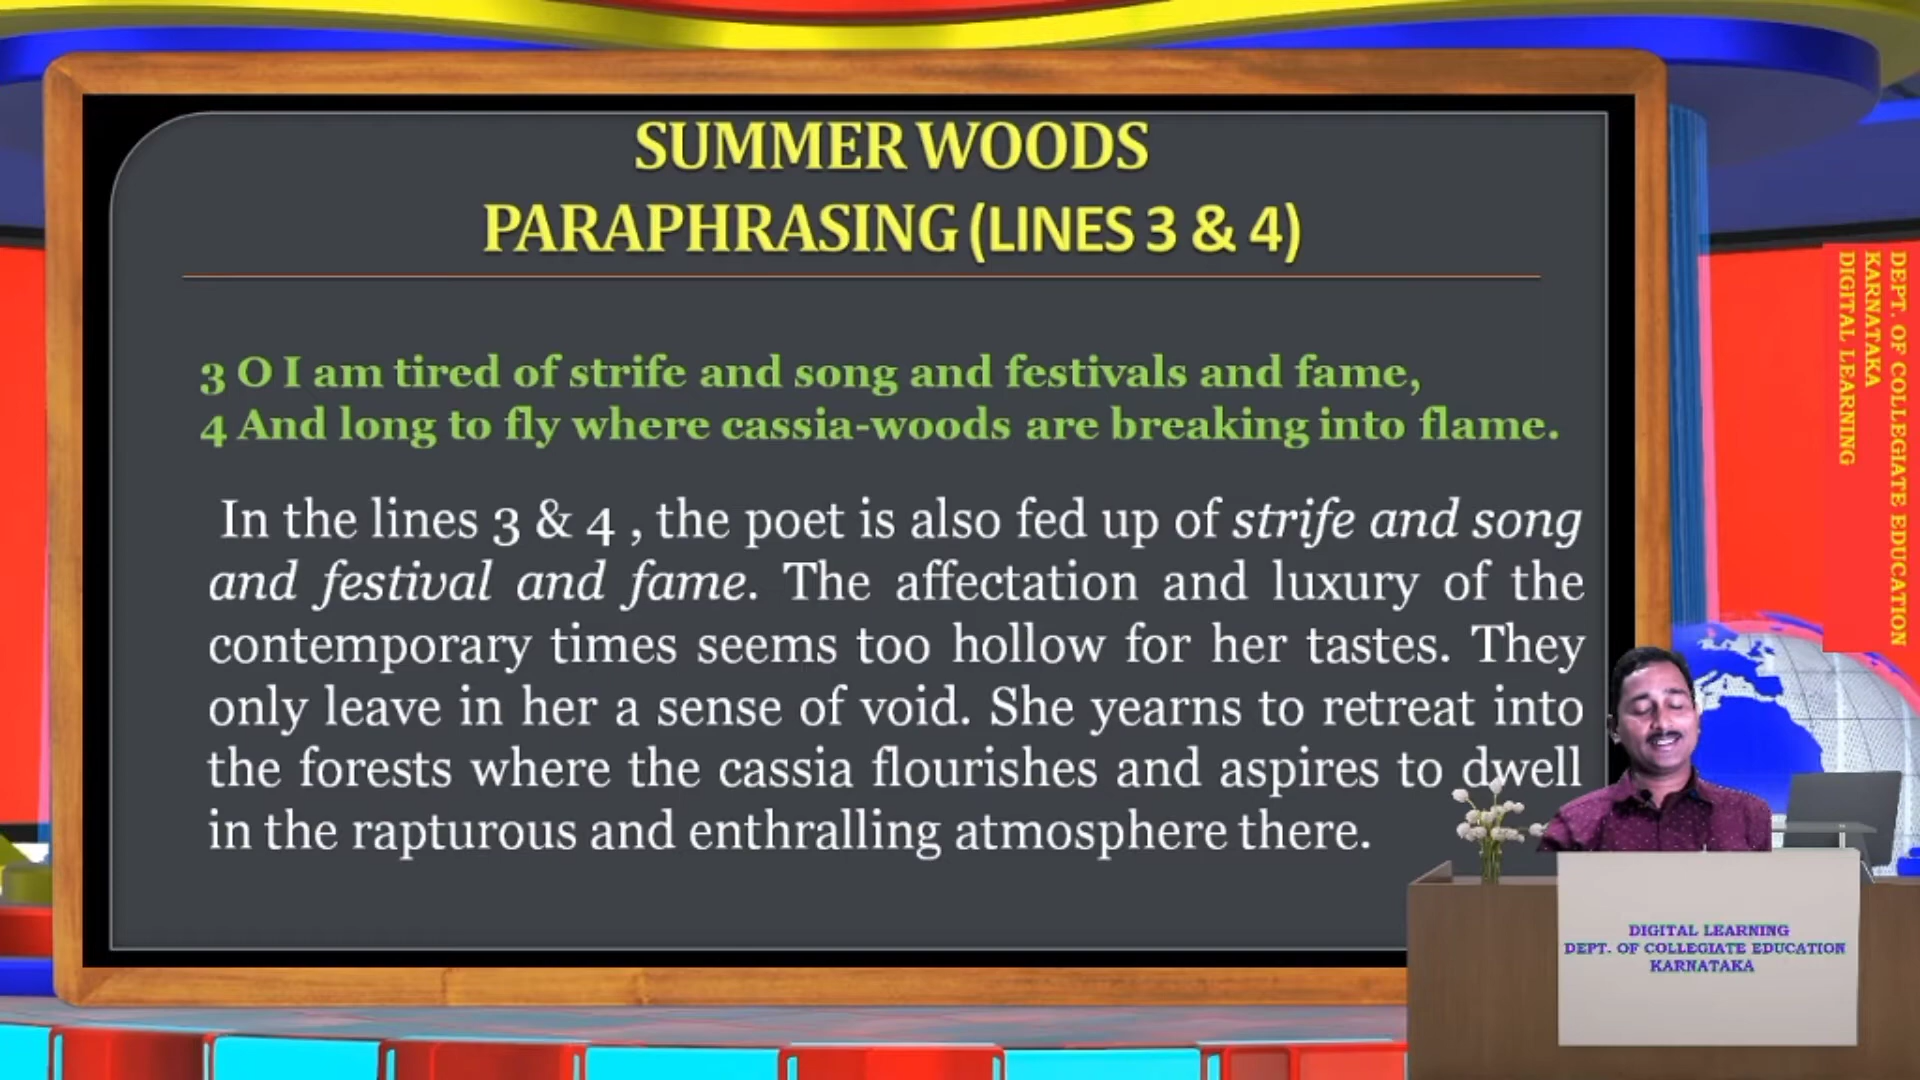 SUMMER WOODS
PARAPHRASING (LINES 3 & 4)
3 O I am tired of strife and song and festivals and fame,
4 And long to fly where cassia-woods are breaking into flame.
In the lines 3 & 4 , the poet is also fed up of strife and song
and festival and fame. The affectation and luxury of the
contemporary times seems too hollow for her tastes. They
only leave in her a sense of void. She yearns to retreat into
the forests where the cassia flourishes and aspires to dwell
in the rapturous and enthralling atmosphere there.
DEPT. OF COLLEGIATE EDUCATION
KARNATAKA
DIGITAL LEARNING
DIGITAL LEARNING
DEPT. OF COLLEGIATE EDUCATION
KARNATAKA